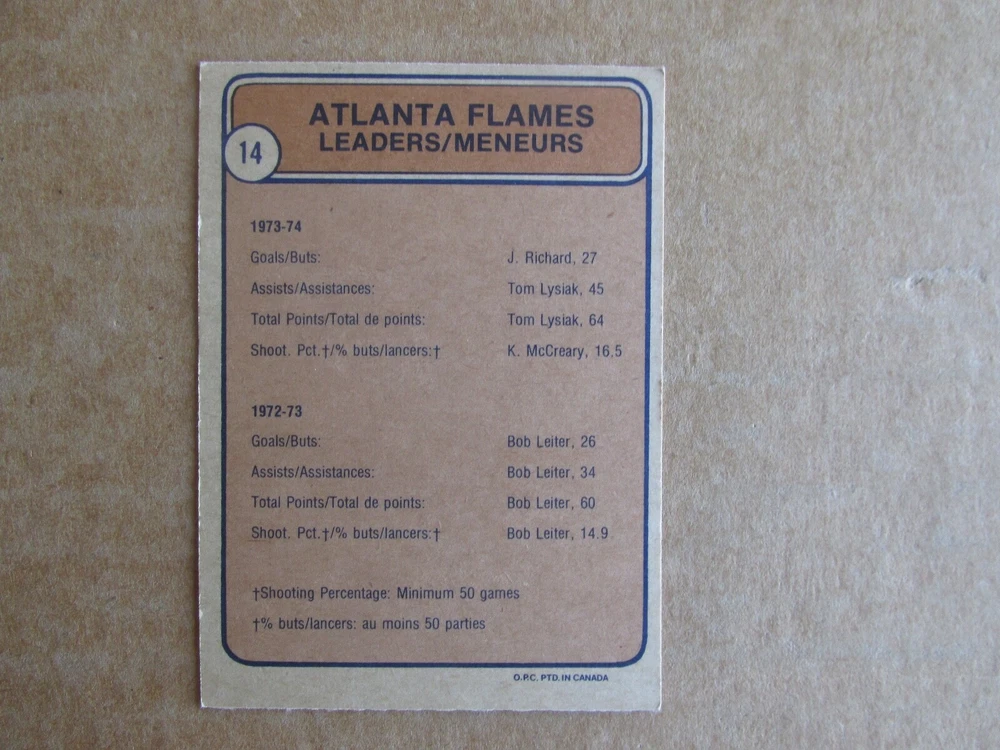 ATLANTA FLAMES
LEADERS/MENEURS
14
1973-74
Goals/Buts: J. Richard, 27
Assists/Assistances: Tom Lysiak, 45
Total Points/Total de points: Tom Lysiak, 64
Shoot. Pct.†/% buts/lancers:† K. McCreary, 16.5
1972-73
Goals/Buts: Bob Leiter, 26
Assists/Assistances: Bob Leiter, 34
Total Points/Total de points: Bob Leiter, 60
Shoot. Pct.†/% buts/lancers:† Bob Leiter, 14.9
†Shooting Percentage: Minimum 50 games
†% buts/lancers: au moins 50 parties
O.P.C. PTD. IN CANADA